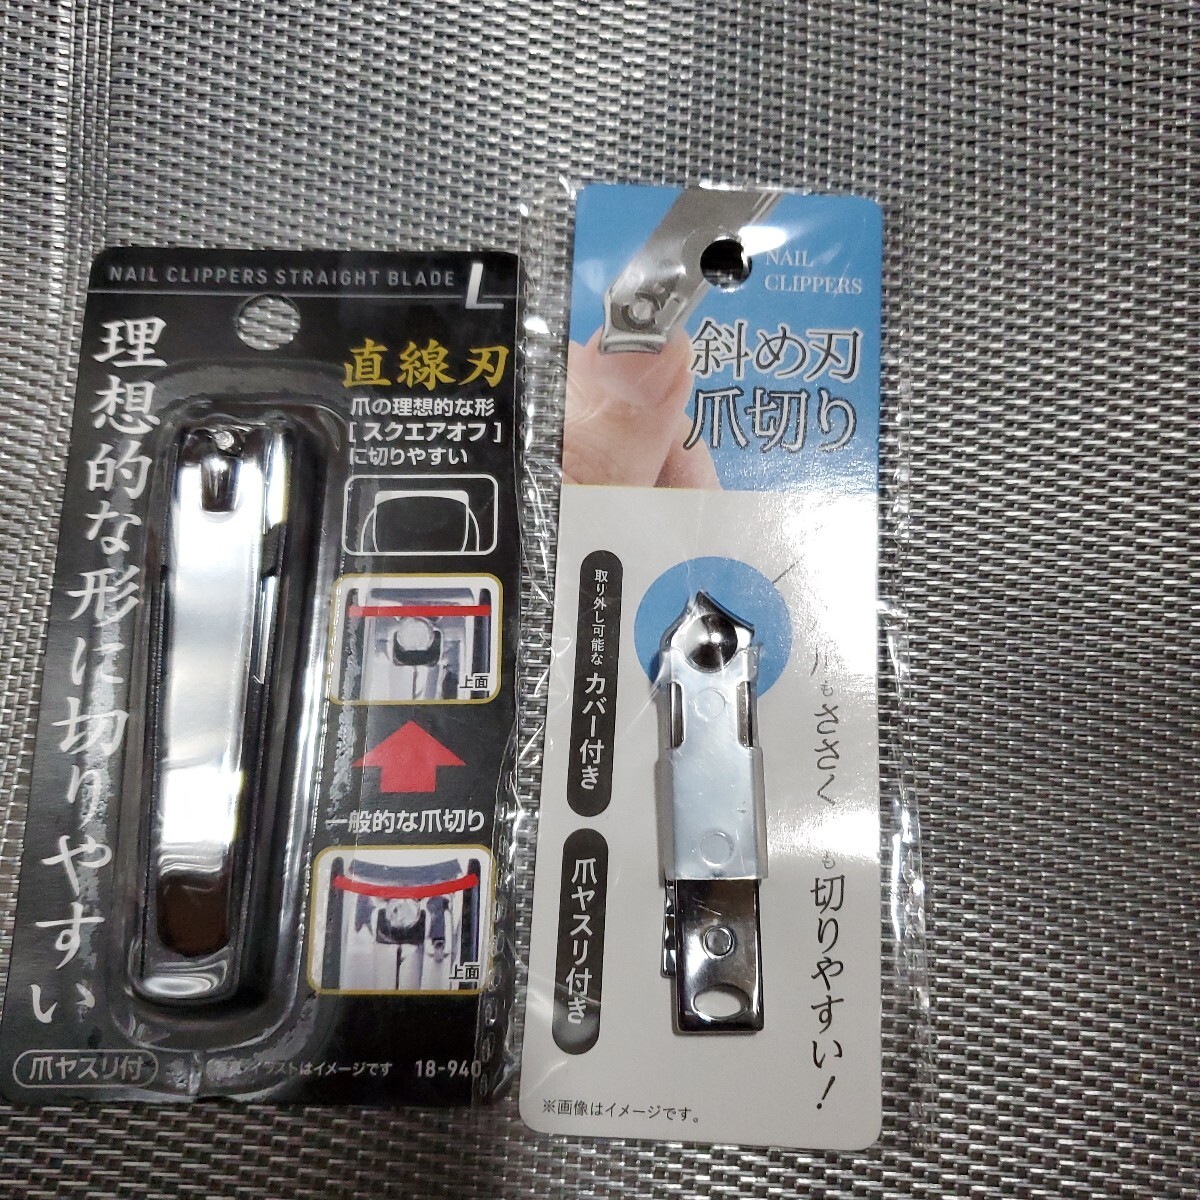 NAIL CLIPPERS STRAIGHT BLADE L
理想的な形に切りやすい
直線刃
爪の理想的な形
[スクエアオフ]
に切りやすい
上面
一般的な爪切り
上面
爪ヤスリ付
イラストはイメージです
18-940
NAIL
CLIPPERS
斜め刃
爪切り
取り外し可能な
カバー付き
爪ヤスリ付き
爪もささくれも切りやすい!
※画像はイメージです。